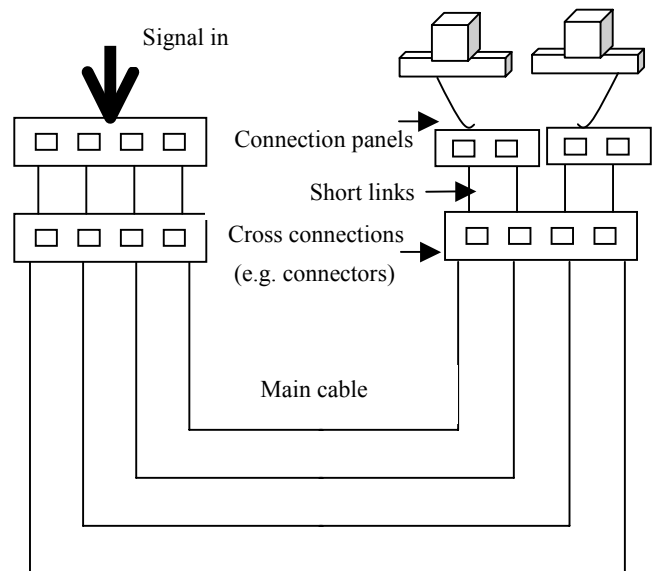 Signal in
Connection panels
Short links
Cross connections
(e.g. connectors)
Main cable